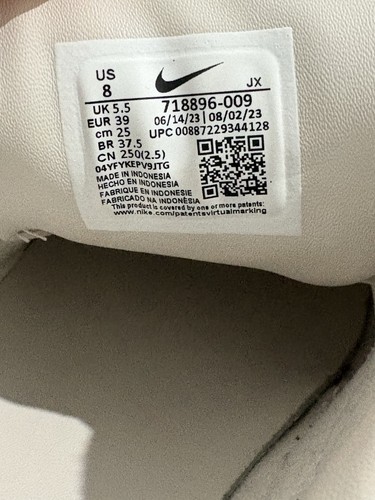 US
8
JX
UK 5.5
718896-009
EUR 39
06/14/23 | 08/02/23
cm 25
UPC 00887229344128
BR 37.5
CN 250(2.5)
04YFYKEPV9JTG
MADE IN INDONESIA
HECHO EN INDONESIA
FABRIQUE EN INDONESIE
FABRICADO NA INDONÉSIA
This product is covered by one or more patents:
www.nike.com/patentsvirtualmarking